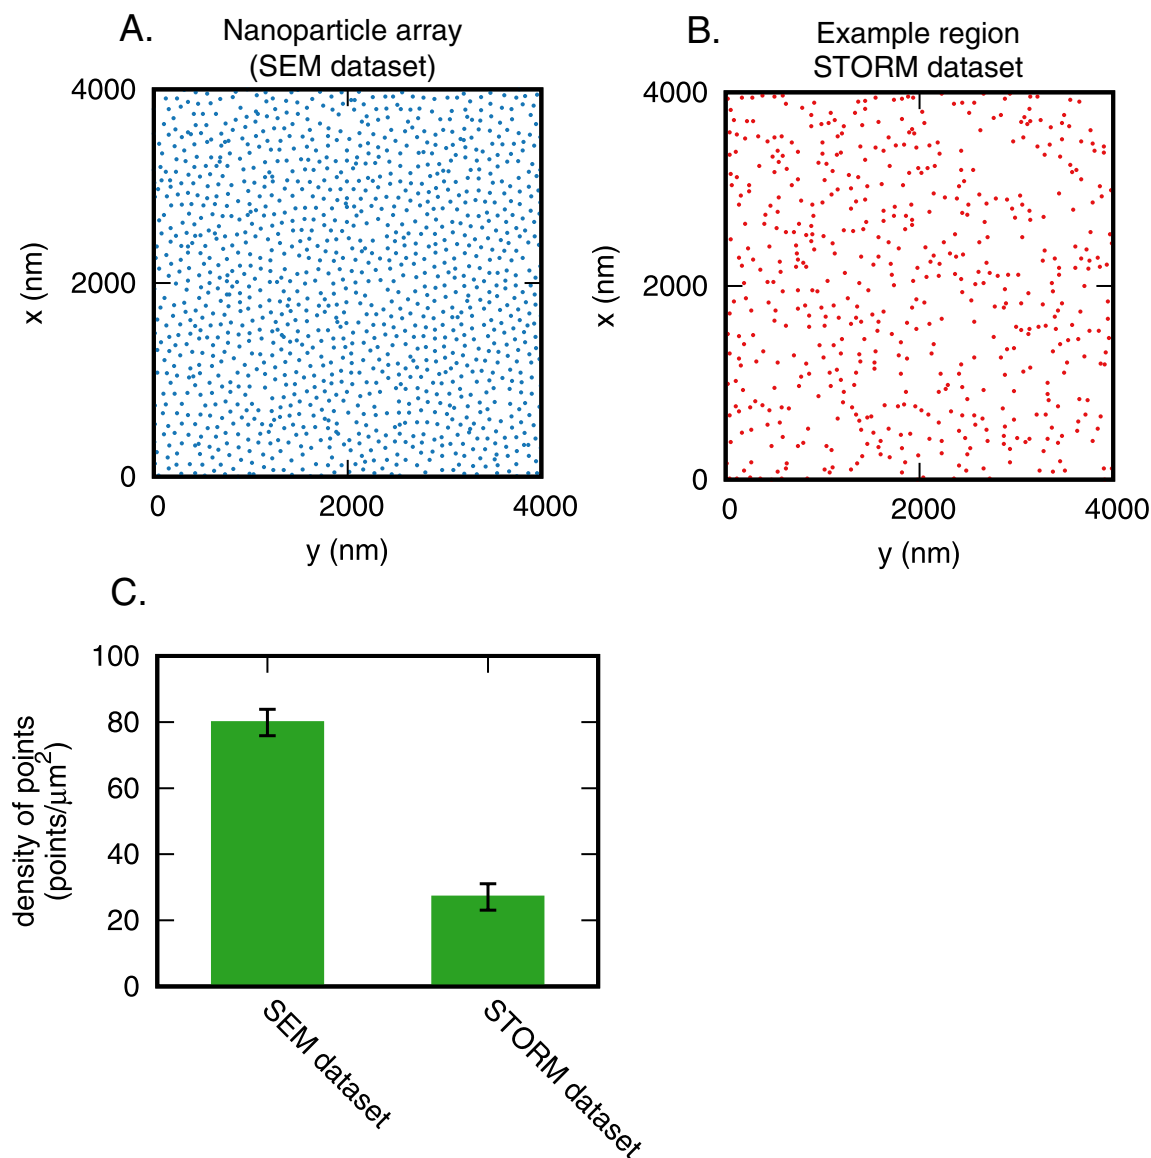 A.
Nanoparticle array
(SEM dataset)
4000
2000
0
x (nm)
0
2000
4000
y (nm)
B.
Example region
STORM dataset
4000
2000
0
x (nm)
0
2000
4000
y (nm)
C.
100
80
60
40
20
0
density of points
(points/μm²)
SEM dataset
STORM dataset